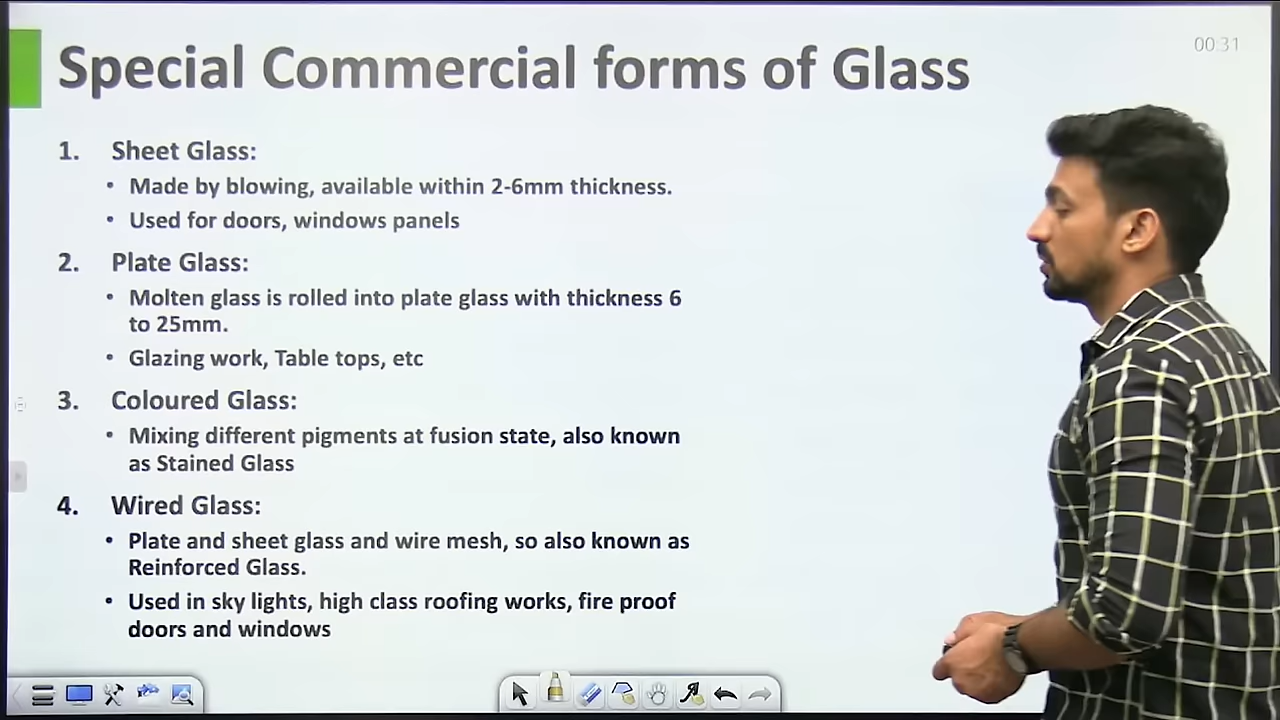 Special Commercial forms of Glass
00:31
1. Sheet Glass:
• Made by blowing, available within 2-6mm thickness.
• Used for doors, windows panels
2. Plate Glass:
• Molten glass is rolled into plate glass with thickness 6
to 25mm.
• Glazing work, Table tops, etc
3. Coloured Glass:
• Mixing different pigments at fusion state, also known
as Stained Glass
4. Wired Glass:
• Plate and sheet glass and wire mesh, so also known as
Reinforced Glass.
• Used in sky lights, high class roofing works, fire proof
doors and windows